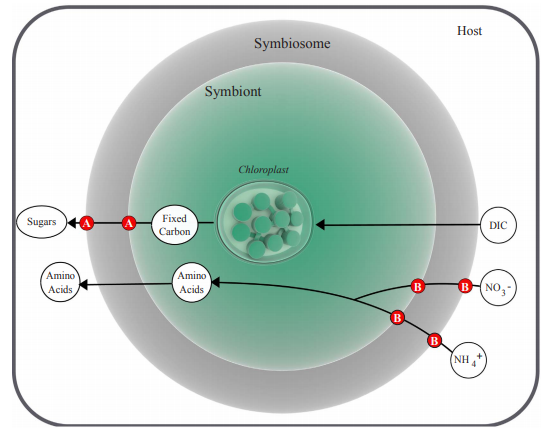 Host
Symbiosome
Symbiont
Chloroplast
Sugars
A
A
Fixed
Carbon
DIC
Amino
Acids
Amino
Acids
B
B
NO₃⁻
B
B
NH₄⁺